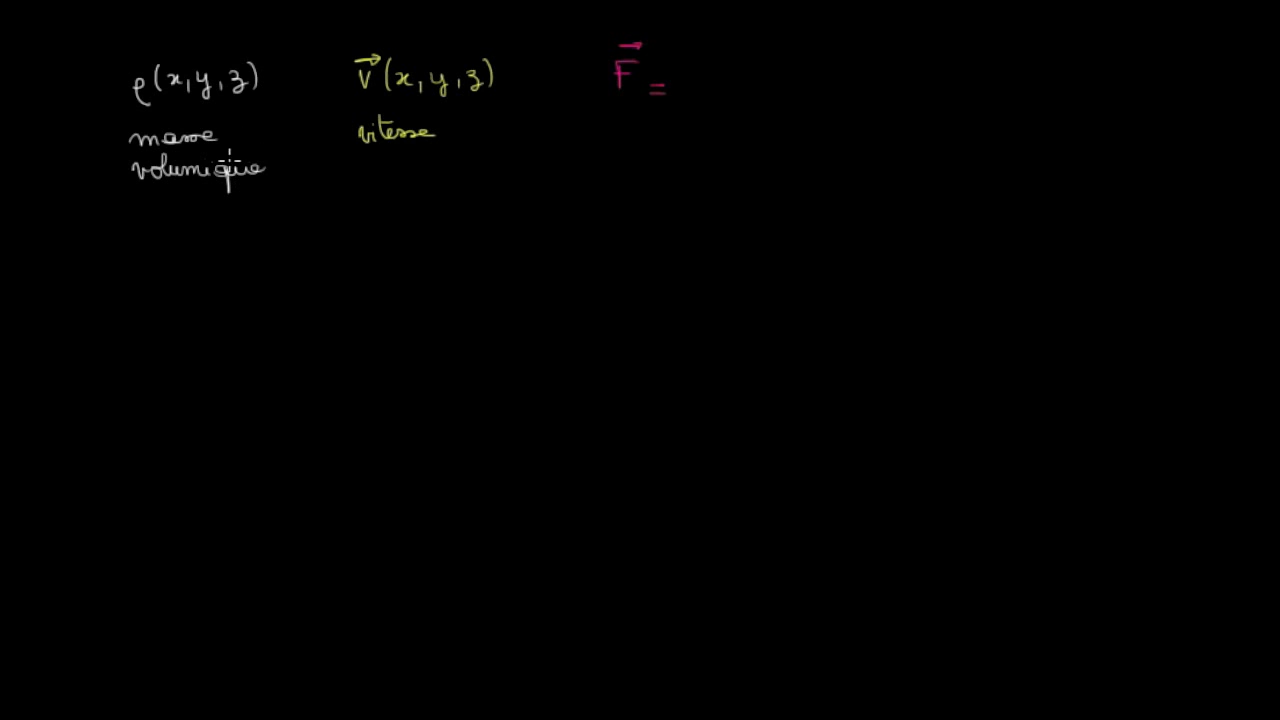 ρ(x, y, z) V⃗(x, y, z) F⃗ =
masse vitesse
volumique